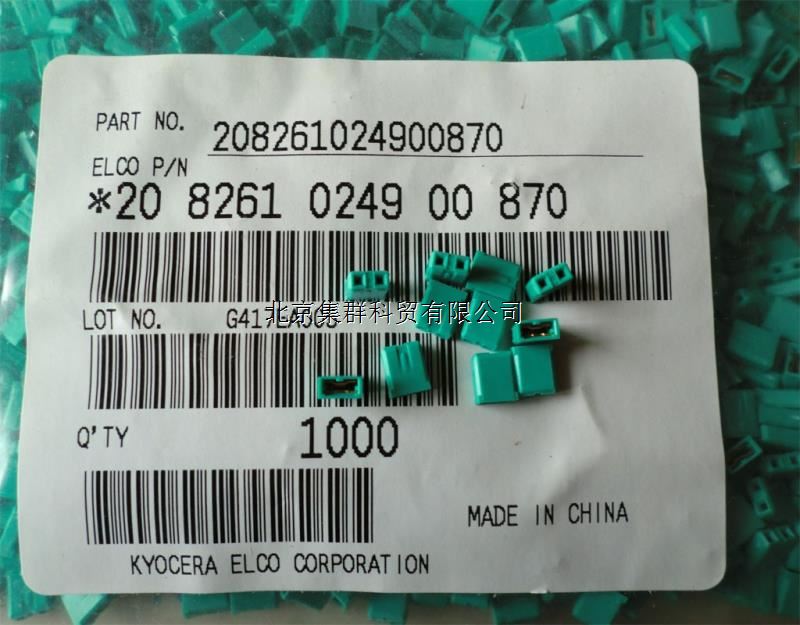 PART NO. 208261024900870
ELCO P/N
*20 8261 0249 00 870
北京集群科贸有限公司
LOT NO.
Q'TY 1000
MADE IN CHINA
KYOCERA ELCO CORPORATION